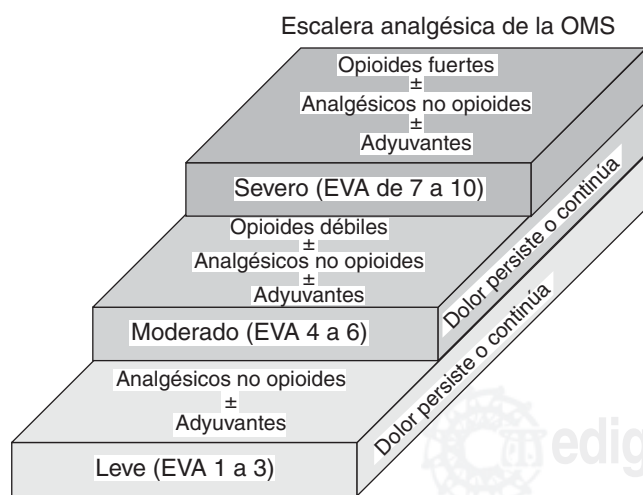 Escalera analgésica de la OMS
Opioides fuertes
±
Analgésicos no opioides
±
Adyuvantes
Severo (EVA de 7 a 10)
Opioides débiles
±
Analgésicos no opioides
±
Adyuvantes
Dolor persiste o continúa
Moderado (EVA 4 a 6)
Analgésicos no opioides
±
Adyuvantes
Dolor persiste o continúa
Leve (EVA 1 a 3)
edig